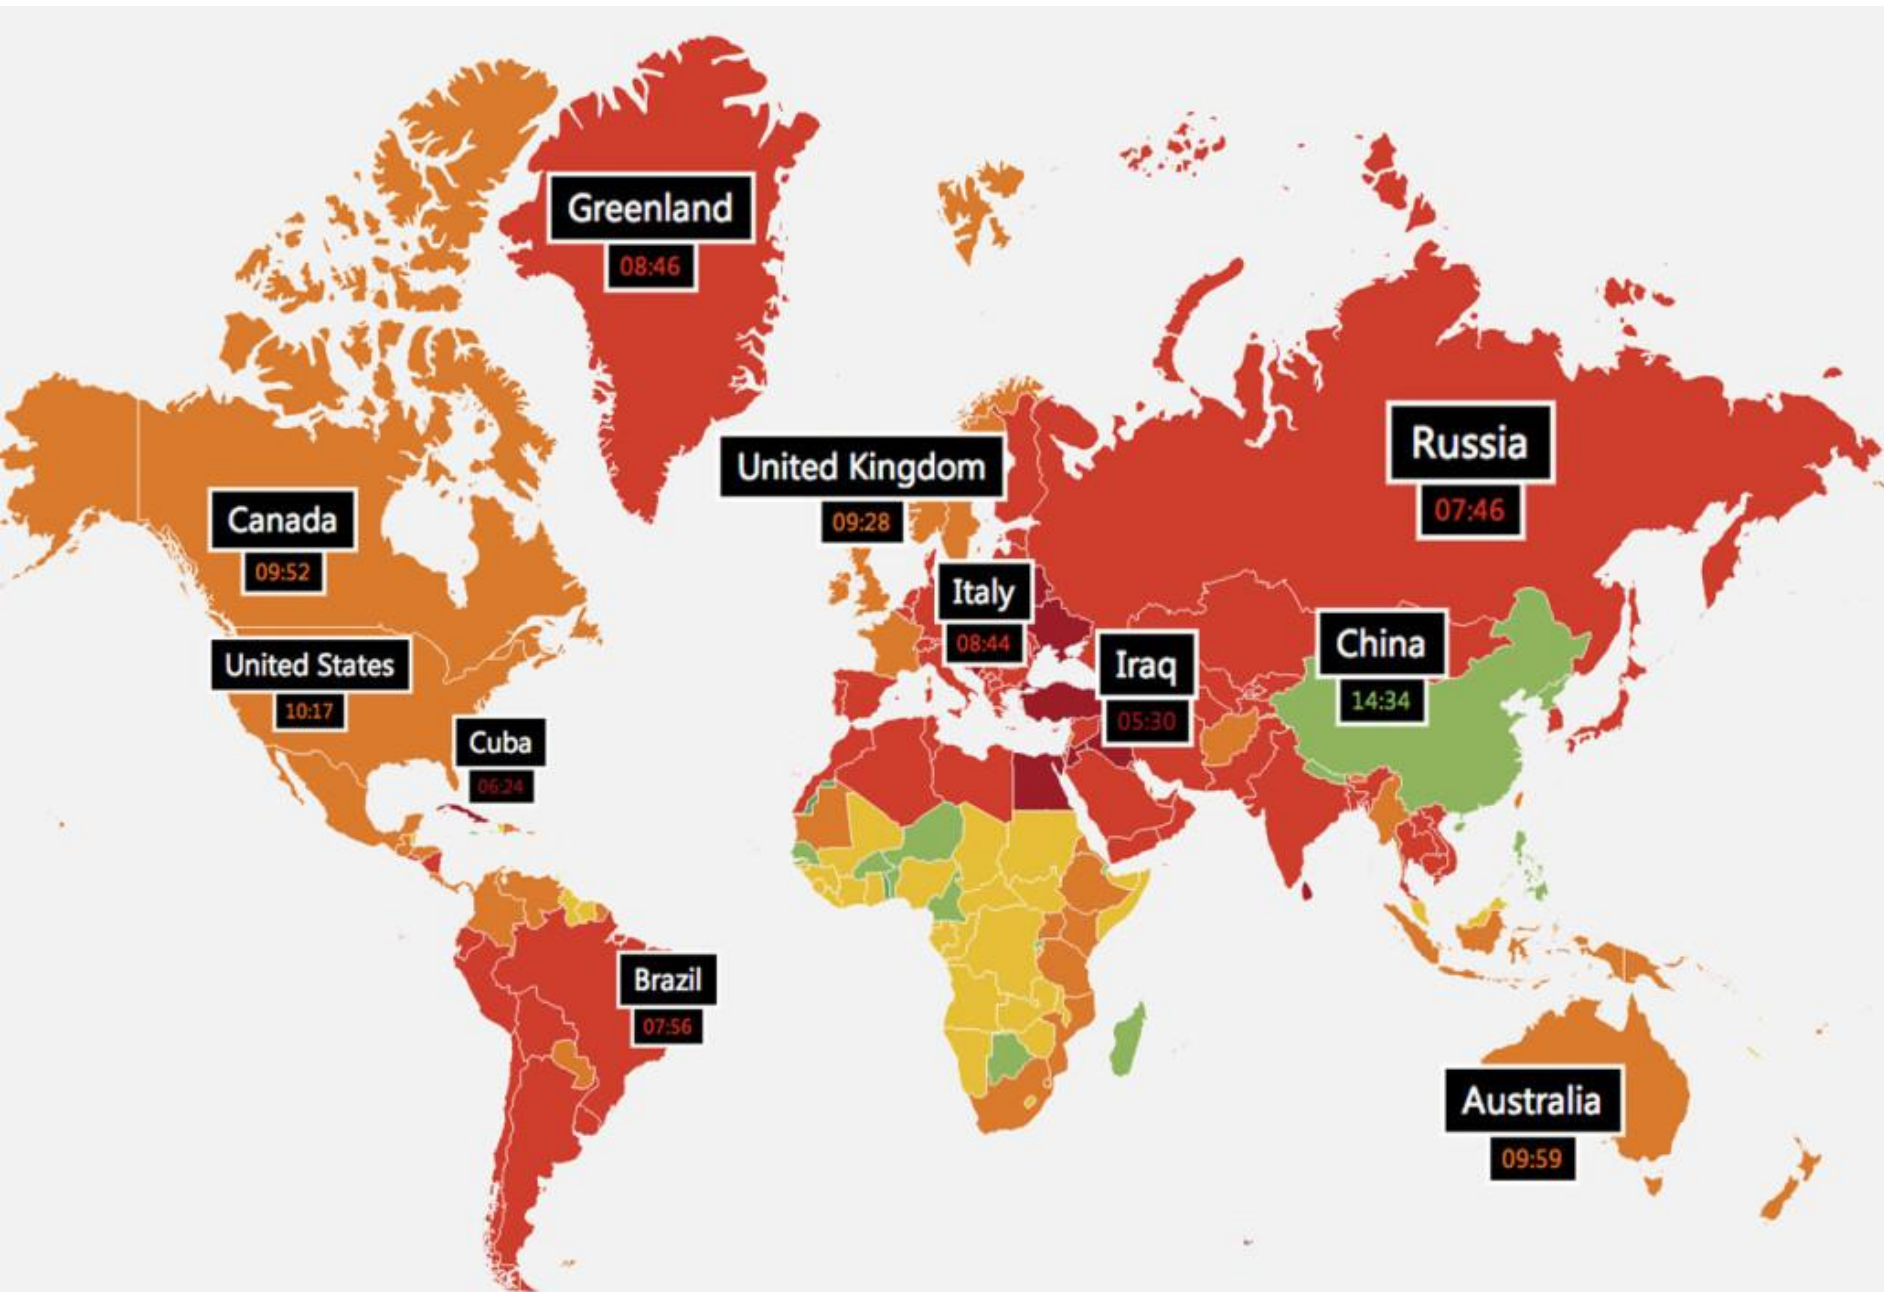 Greenland
08:46
Russia
07:46
United Kingdom
09:28
Canada
09:52
Italy
08:44
China
14:34
Iraq
05:30
United States
10:17
Cuba
06:24
Brazil
07:56
Australia
09:59